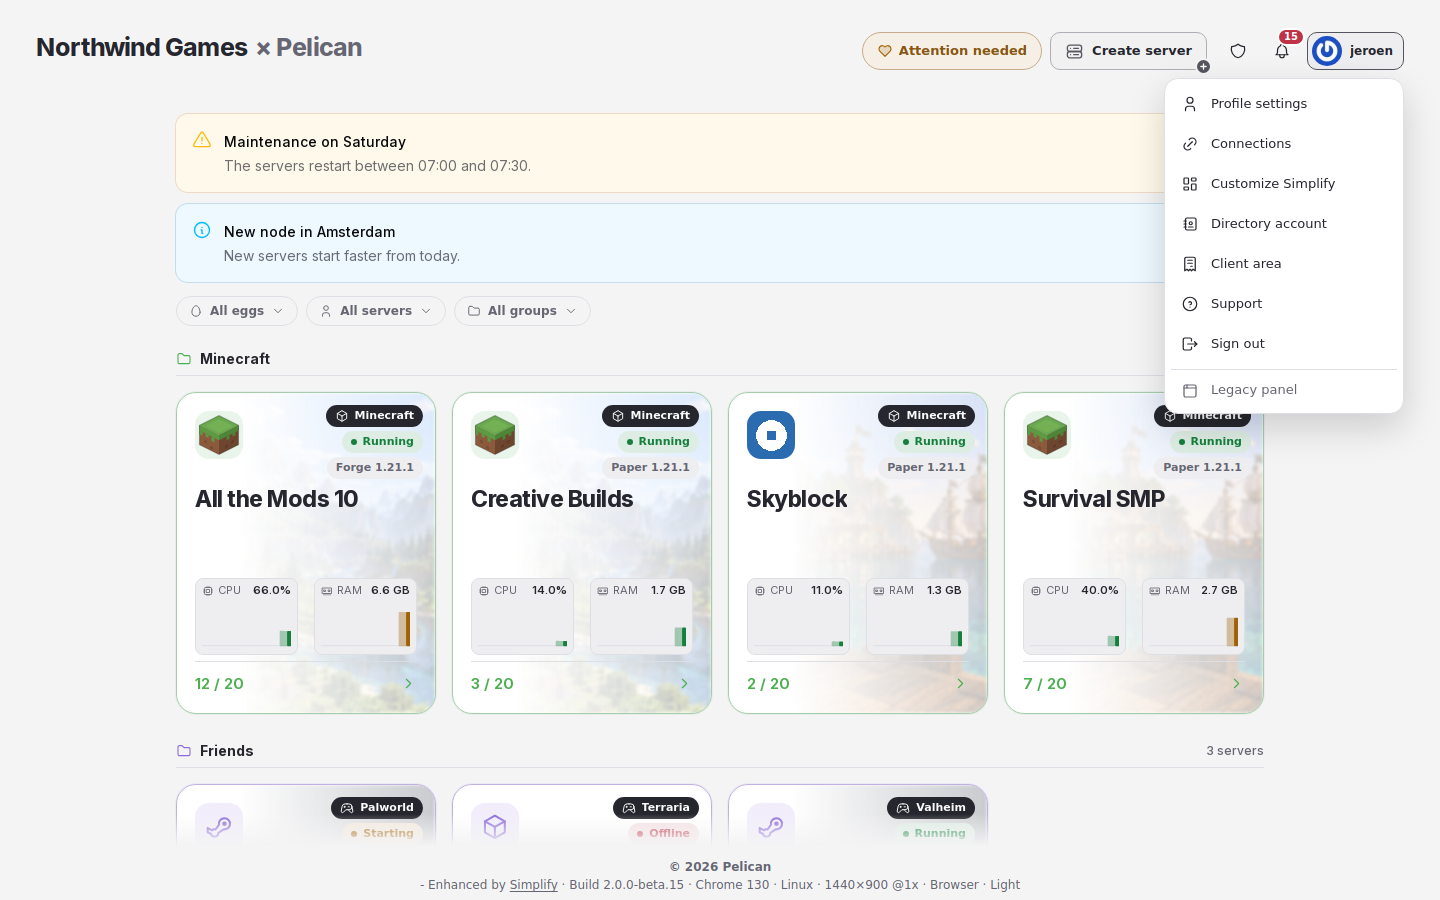 Northwind Games × Pelican
Attention needed
Create server
15
jeroen
Profile settings
Connections
Customize Simplify
Directory account
Client area
Support
Sign out
Legacy panel
Maintenance on Saturday
The servers restart between 07:00 and 07:30.
New node in Amsterdam
New servers start faster from today.
All eggs
All servers
All groups
Minecraft
Minecraft
Running
Forge 1.21.1
All the Mods 10
CPU 66.0%
RAM 6.6 GB
12 / 20
Minecraft
Running
Paper 1.21.1
Creative Builds
CPU 14.0%
RAM 1.7 GB
3 / 20
Minecraft
Running
Paper 1.21.1
Skyblock
CPU 11.0%
RAM 1.3 GB
2 / 20
Minecraft
Running
Paper 1.21.1
Survival SMP
CPU 40.0%
RAM 2.7 GB
7 / 20
Friends
3 servers
Palworld
Starting
Terraria
Offline
Valheim
Running
© 2026 Pelican
- Enhanced by Simplify · Build 2.0.0-beta.15 · Chrome 130 · Linux · 1440×900 @1x · Browser · Light